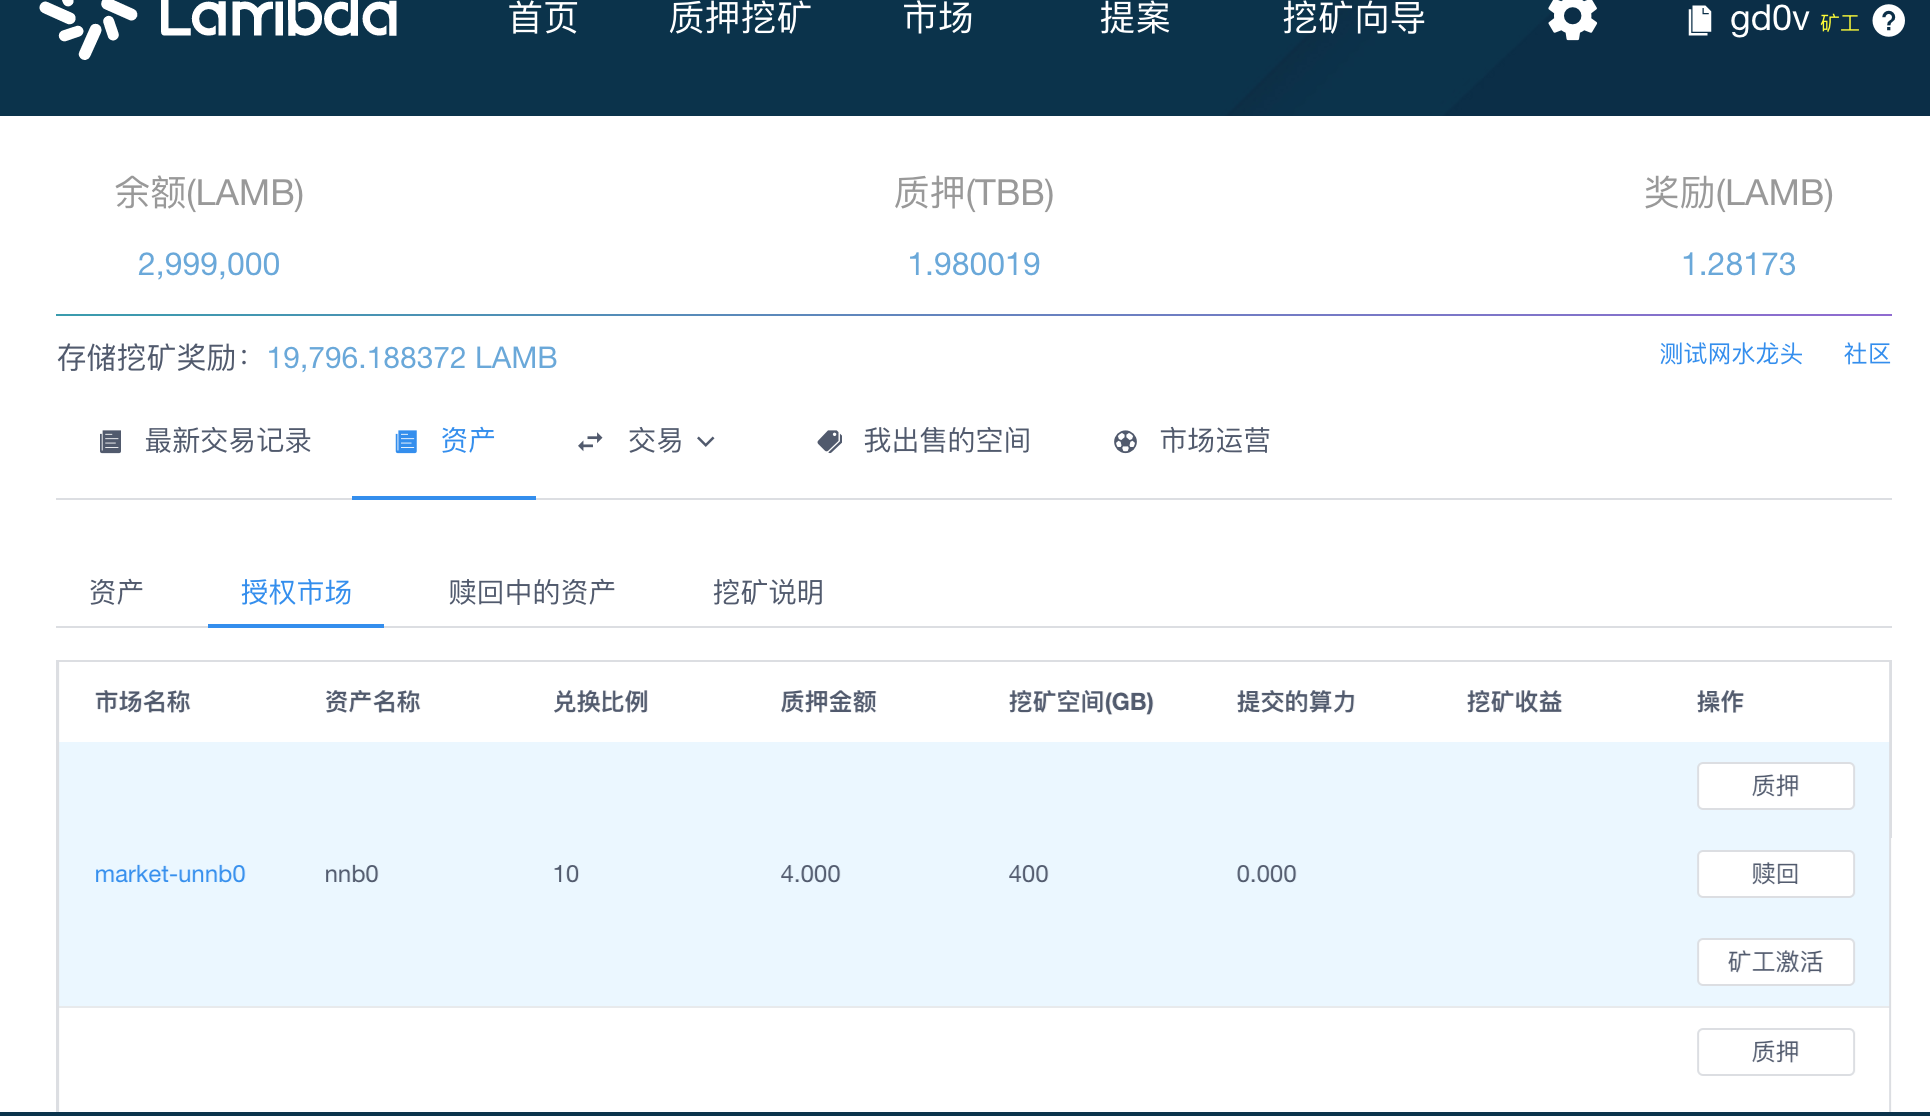 Lambda 首页 质押挖矿 市场 提案 挖矿向导 gd0v 矿工 ?
余额(LAMB) 质押(TBB) 奖励(LAMB)
2,999,000 1.980019 1.28173
存储挖矿奖励： 19,796.188372 LAMB 测试网水龙头 社区
最新交易记录 资产 交易 我出售的空间 市场运营
资产 授权市场 赎回中的资产 挖矿说明
市场名称 资产名称 兑换比例 质押金额 挖矿空间(GB) 提交的算力 挖矿收益 操作
质押
market-unnb0 nnb0 10 4.000 400 0.000 赎回
矿工激活
质押